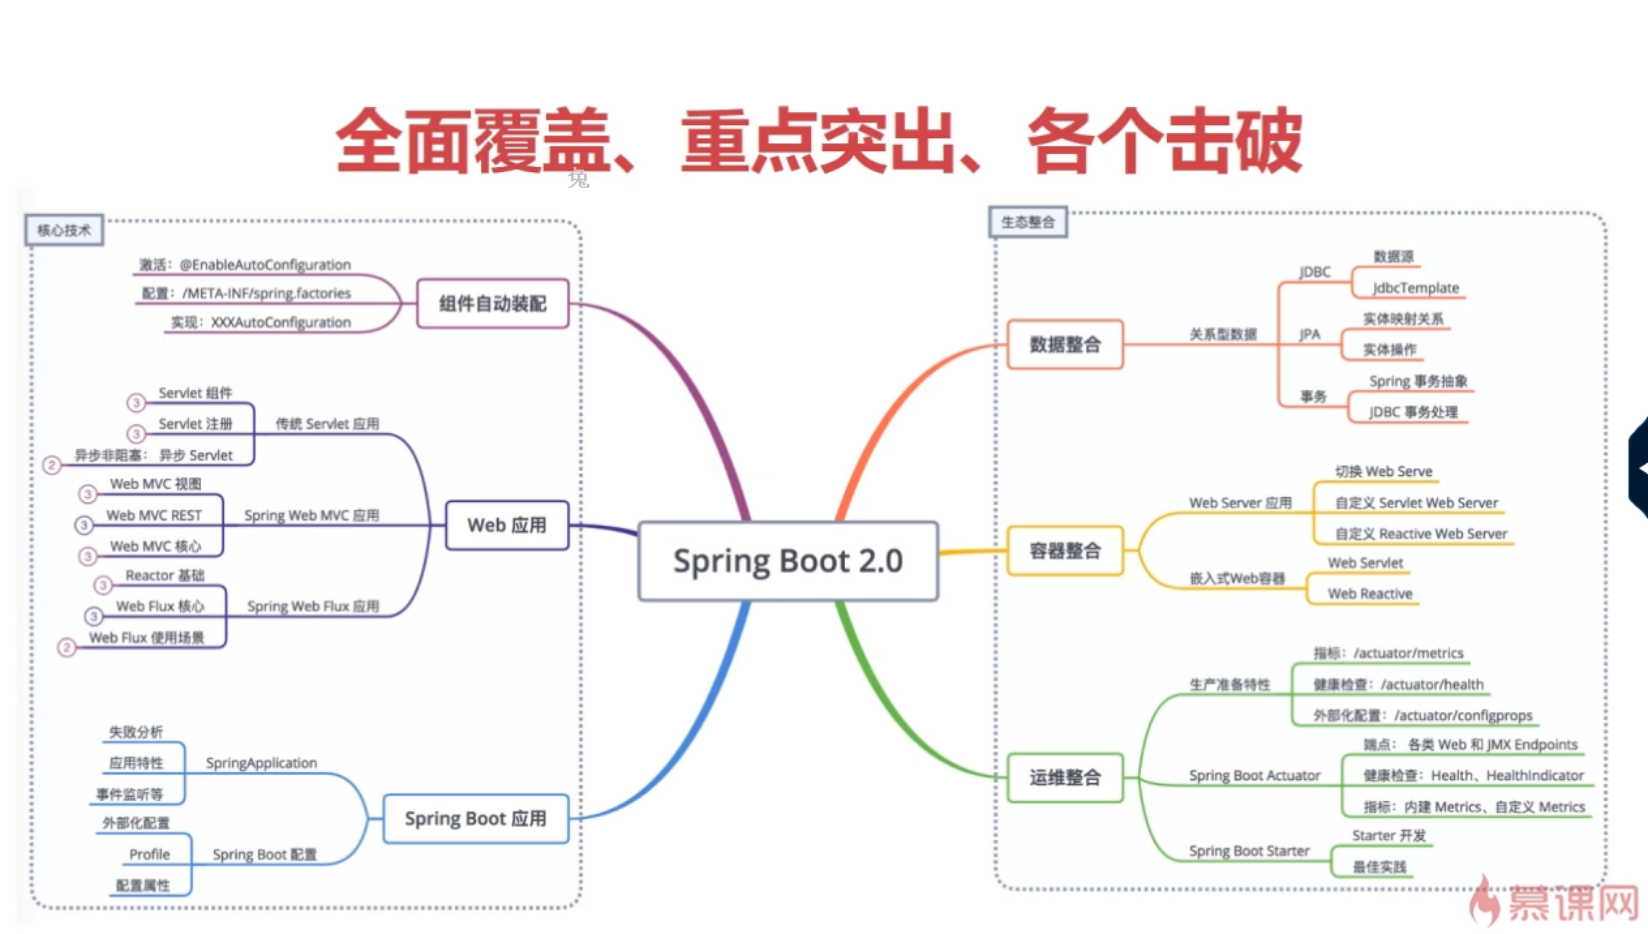 全面覆盖、重点突出、各个击破
兔
核心技术
激活：@EnableAutoConfiguration
配置：/META-INF/spring.factories
实现：XXXAutoConfiguration
组件自动装配
Servlet 组件
3
Servlet 注册
3
异步非阻塞： 异步 Servlet
2
传统 Servlet 应用
Web MVC 视图
3
Web MVC REST
3
Web MVC 核心
3
Spring Web MVC 应用
Reactor 基础
3
Web Flux 核心
3
Web Flux 使用场景
2
Spring Web Flux 应用
Web 应用
失败分析
应用特性
事件监听等
SpringApplication
外部化配置
Profile
配置属性
Spring Boot 配置
Spring Boot 应用
Spring Boot 2.0
生态整合
数据整合
关系型数据
JDBC
数据源
JdbcTemplate
JPA
实体映射关系
实体操作
事务
Spring 事务抽象
JDBC 事务处理
容器整合
Web Server 应用
切换 Web Serve
自定义 Servlet Web Server
自定义 Reactive Web Server
嵌入式Web容器
Web Servlet
Web Reactive
运维整合
生产准备特性
指标：/actuator/metrics
健康检查：/actuator/health
外部化配置：/actuator/configprops
Spring Boot Actuator
端点： 各类 Web 和 JMX Endpoints
健康检查：Health、HealthIndicator
指标：内建 Metrics、自定义 Metrics
Spring Boot Starter
Starter 开发
最佳实践
慕课网